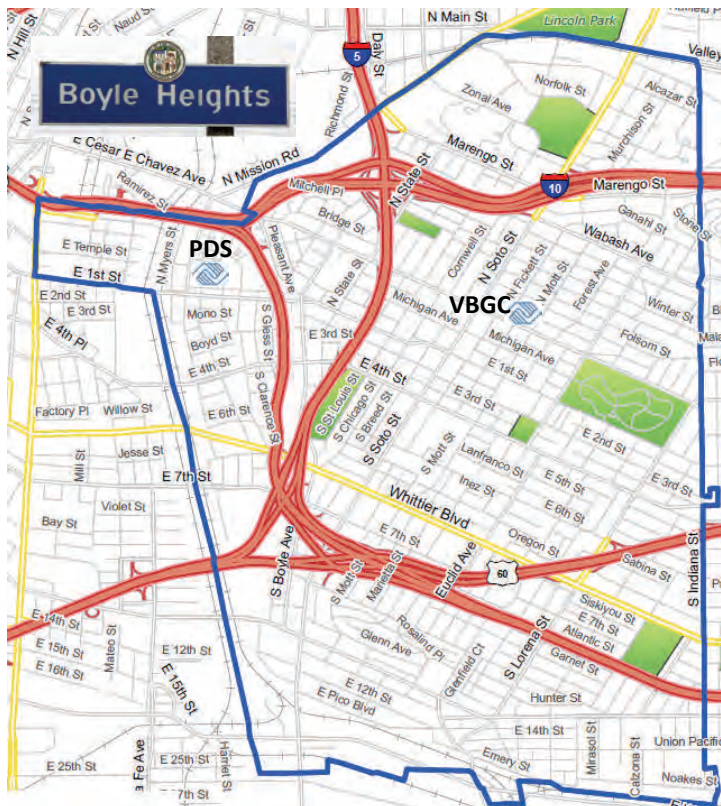 N Main St
Lincoln Park
Naud St
N Hill St
Valley
Daly St
5
Boyle Heights
Richmond St
Norfolk St
Alcazar St
Zonal Ave
Murchison St
E Cesar E Chavez Ave
N Mission Rd
Marengo St
N State St
Ramirez St
Mitchell Pl
10
Marengo St
Bridge St
Ganahl St
Stone St
Wabash Ave
E Temple St
N Myers St
PDS
Pleasant Ave
Cornwell St
N Soto St
N Fickett St
N Mott St
Forest Ave
E 1st St
N State St
VBGC
E 2nd St
E 3rd St
Mono St
Michigan Ave
Winter St
E 4th Pl
Boyd St
S Gless St
E 3rd St
Michigan Ave
Folsom St
E 4th St
E 4th St
E 1st St
S Clarence St
S St Louis St
S Chicago St
S Breed St
S Soto St
E 3rd St
Factory Pl
Willow St
E 6th St
E 2nd St
S Mott St
Lanfranco St
Jesse St
Mill St
E 7th St
Inez St
E 5th St
E 3rd St
E 6th St
Whittier Blvd
Violet St
Bay St
E 7th St
Oregon St
S Boyle Ave
S Mott St
Marietta St
Euclid Ave
60
Sabina St
S Indiana St
Siskiyou St
E 14th St
E 7th St
Atlantic St
E 15th St
Mateo St
E 12th St
Glenn Ave
Rosalind Pl
Garnet St
E 16th St
Glenfield Ct
S Lorena St
E 15th St
E 12th St
E Pico Blvd
Hunter St
E 14th St
Mirasol St
Calzona St
Union Pacific
a Fe Ave
E 25th St
E 25th St
Harriet St
Emery St
Noakes St
7th St